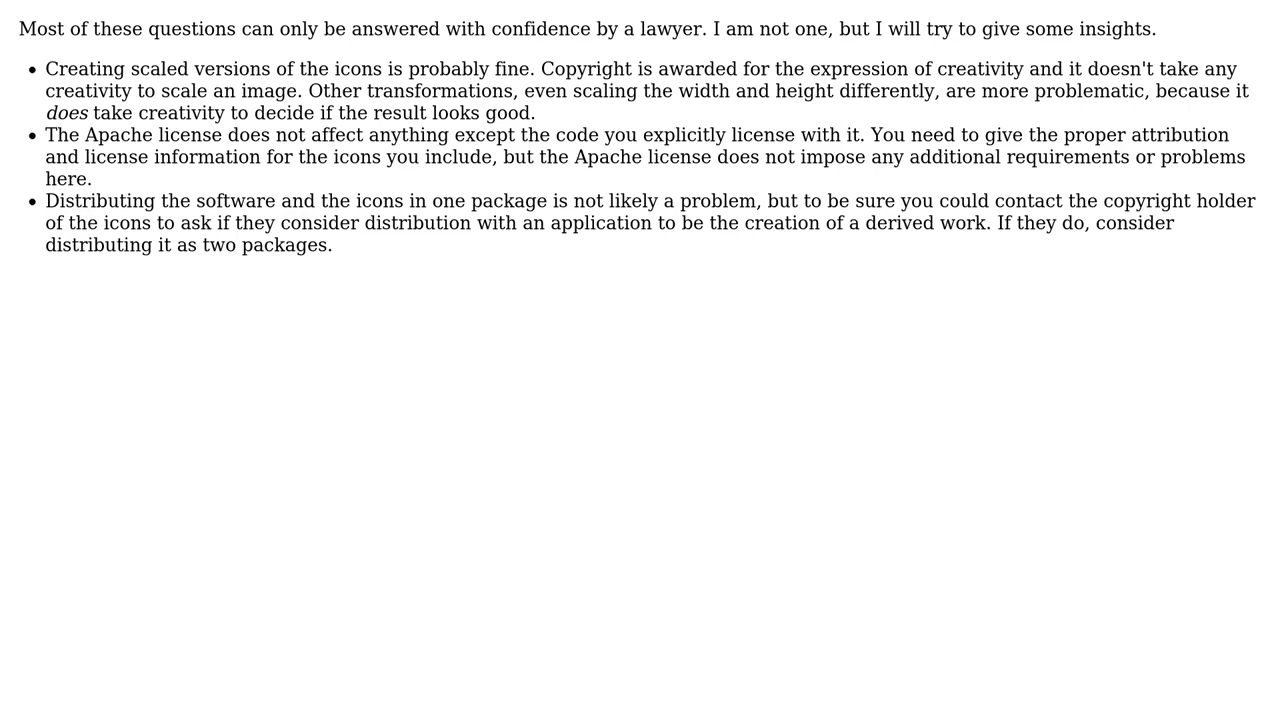 Most of these questions can only be answered with confidence by a lawyer. I am not one, but I will try to give some insights.
• Creating scaled versions of the icons is probably fine. Copyright is awarded for the expression of creativity and it doesn't take any
creativity to scale an image. Other transformations, even scaling the width and height differently, are more problematic, because it
does take creativity to decide if the result looks good.
• The Apache license does not affect anything except the code you explicitly license with it. You need to give the proper attribution
and license information for the icons you include, but the Apache license does not impose any additional requirements or problems
here.
• Distributing the software and the icons in one package is not likely a problem, but to be sure you could contact the copyright holder
of the icons to ask if they consider distribution with an application to be the creation of a derived work. If they do, consider
distributing it as two packages.